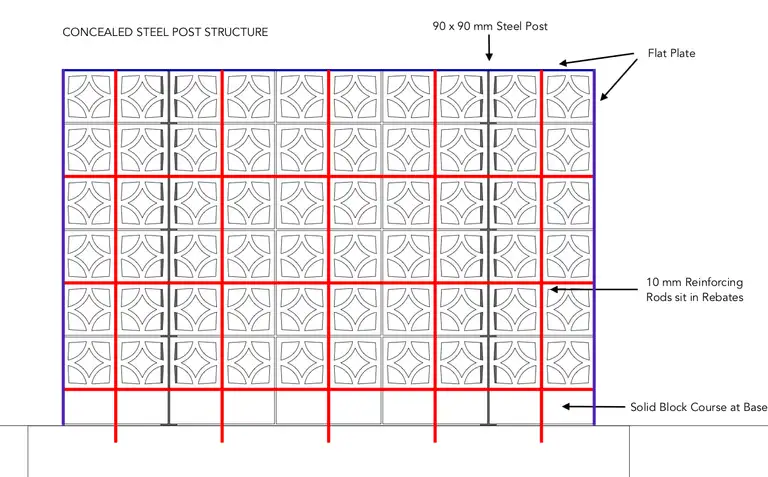 CONCEALED STEEL POST STRUCTURE
90 x 90 mm Steel Post
Flat Plate
10 mm Reinforcing
Rods sit in Rebates
Solid Block Course at Base